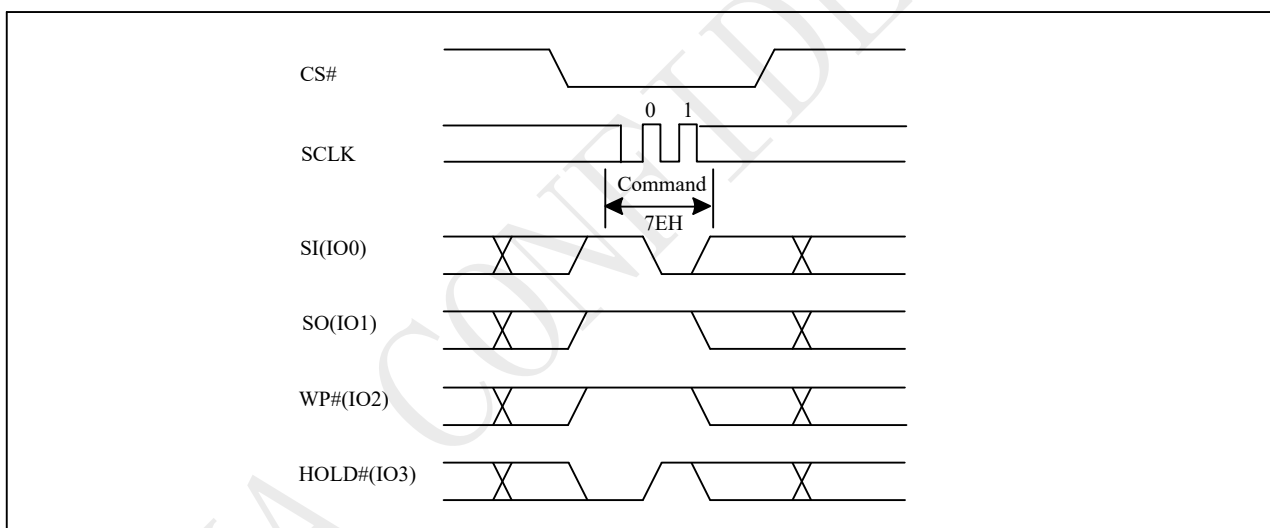 CS#
0 1
SCLK
Command
7EH
SI(IO0)
SO(IO1)
WP#(IO2)
HOLD#(IO3)